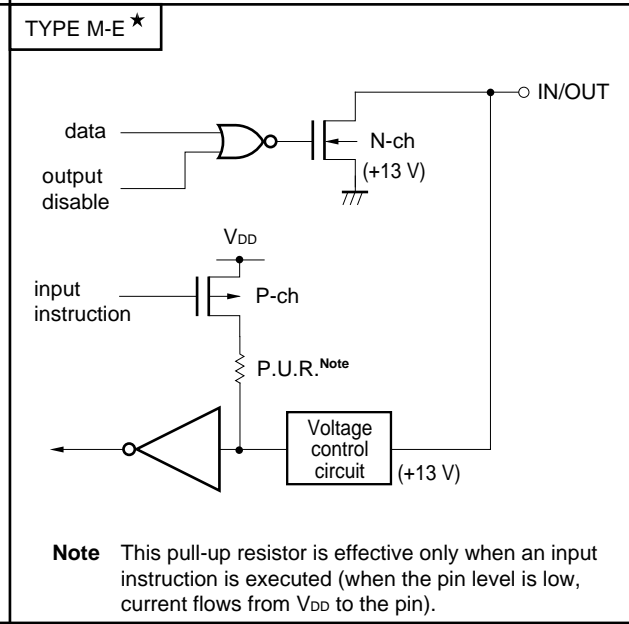 TYPE M-E★
IN/OUT
data
N-ch
(+13 V)
output
disable
VDD
input
instruction
P-ch
P.U.R.Note
Voltage
control
circuit
(+13 V)
Note This pull-up resistor is effective only when an input
instruction is executed (when the pin level is low,
current flows from VDD to the pin).